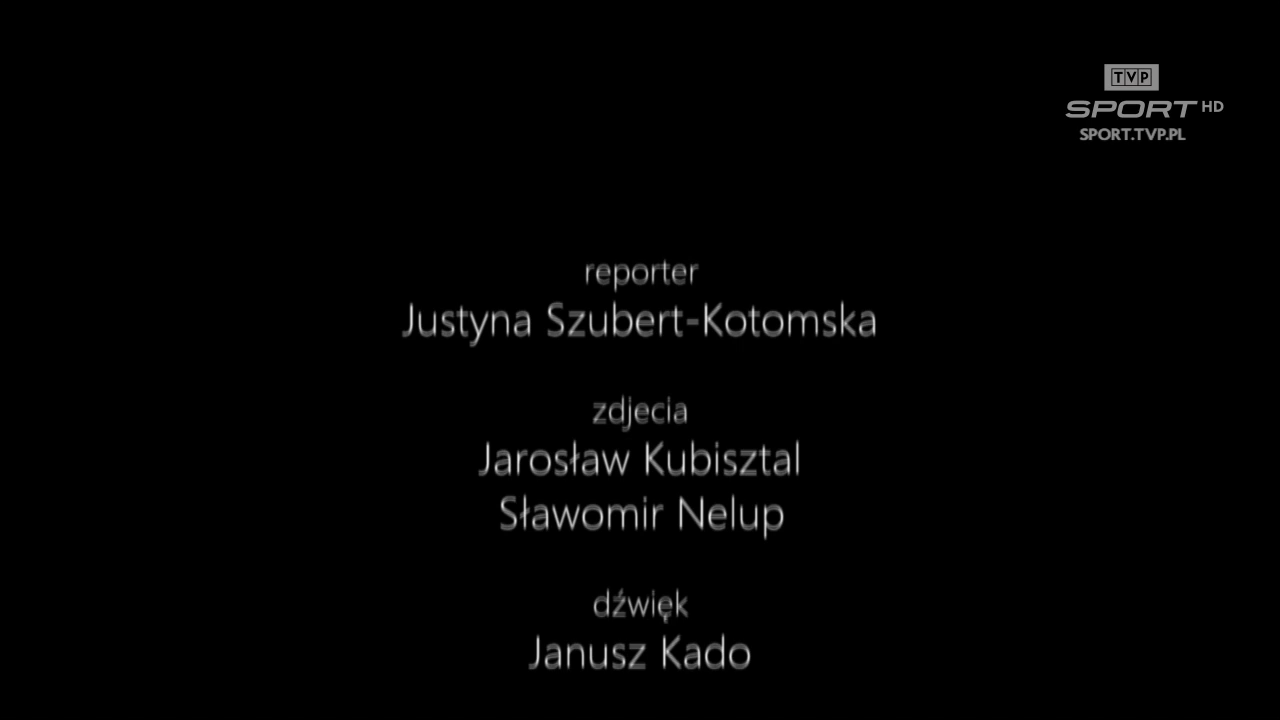 TVP
SPORT HD
SPORT.TVP.PL
reporter
Justyna Szubert-Kotomska
zdjecia
Jarosław Kubisztal
Sławomir Nelup
dźwięk
Janusz Kado